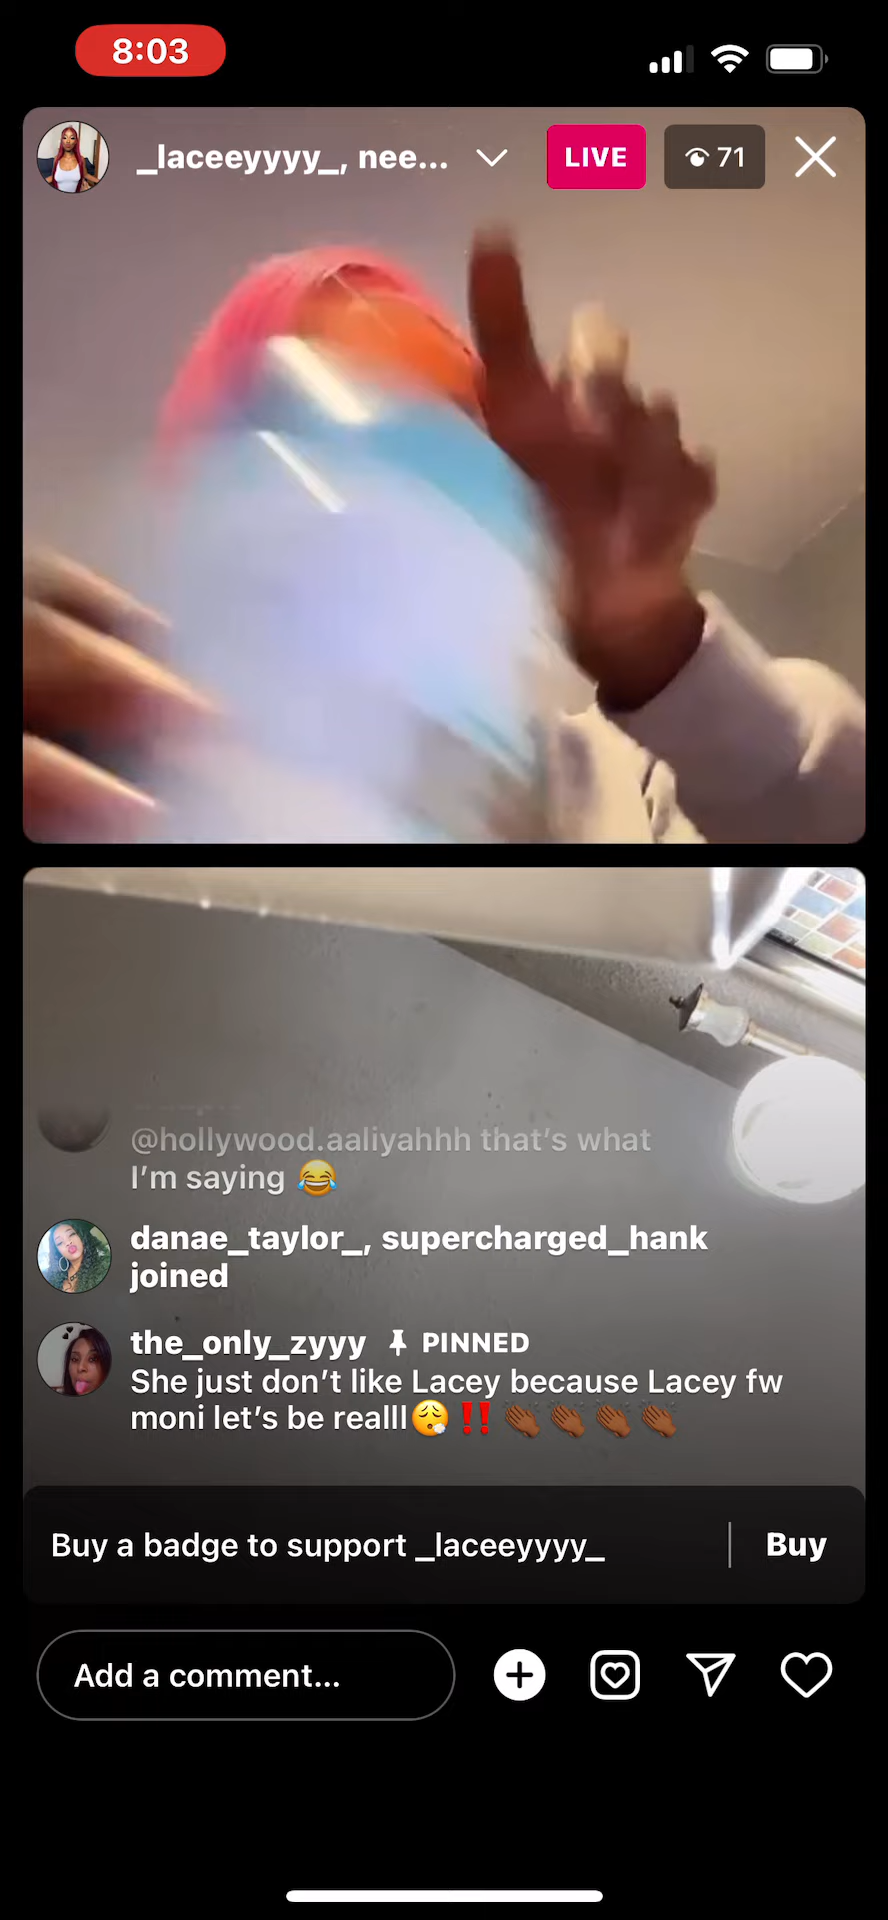 8:03
_laceeyyyy_, nee...
LIVE
71
@hollywood.aaliyahhh that’s what
I’m saying 😂
danae_taylor_, supercharged_hank
joined
the_only_zyyy PINNED
She just don’t like Lacey because Lacey fw
moni let’s be realll😮‍💨‼️👏🏾👏🏾👏🏾👏🏾
Buy a badge to support _laceeyyyy_
Buy
Add a comment...